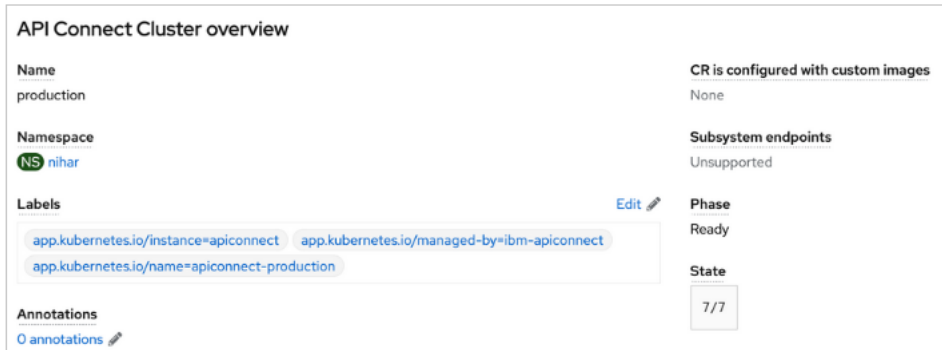 API Connect Cluster overview
Name
production
Namespace
NS nihar
Labels
Edit
app.kubernetes.io/instance=apiconnect app.kubernetes.io/managed-by=ibm-apiconnect
app.kubernetes.io/name=apiconnect-production
Annotations
0 annotations
CR is configured with custom images
None
Subsystem endpoints
Unsupported
Phase
Ready
State
7/7